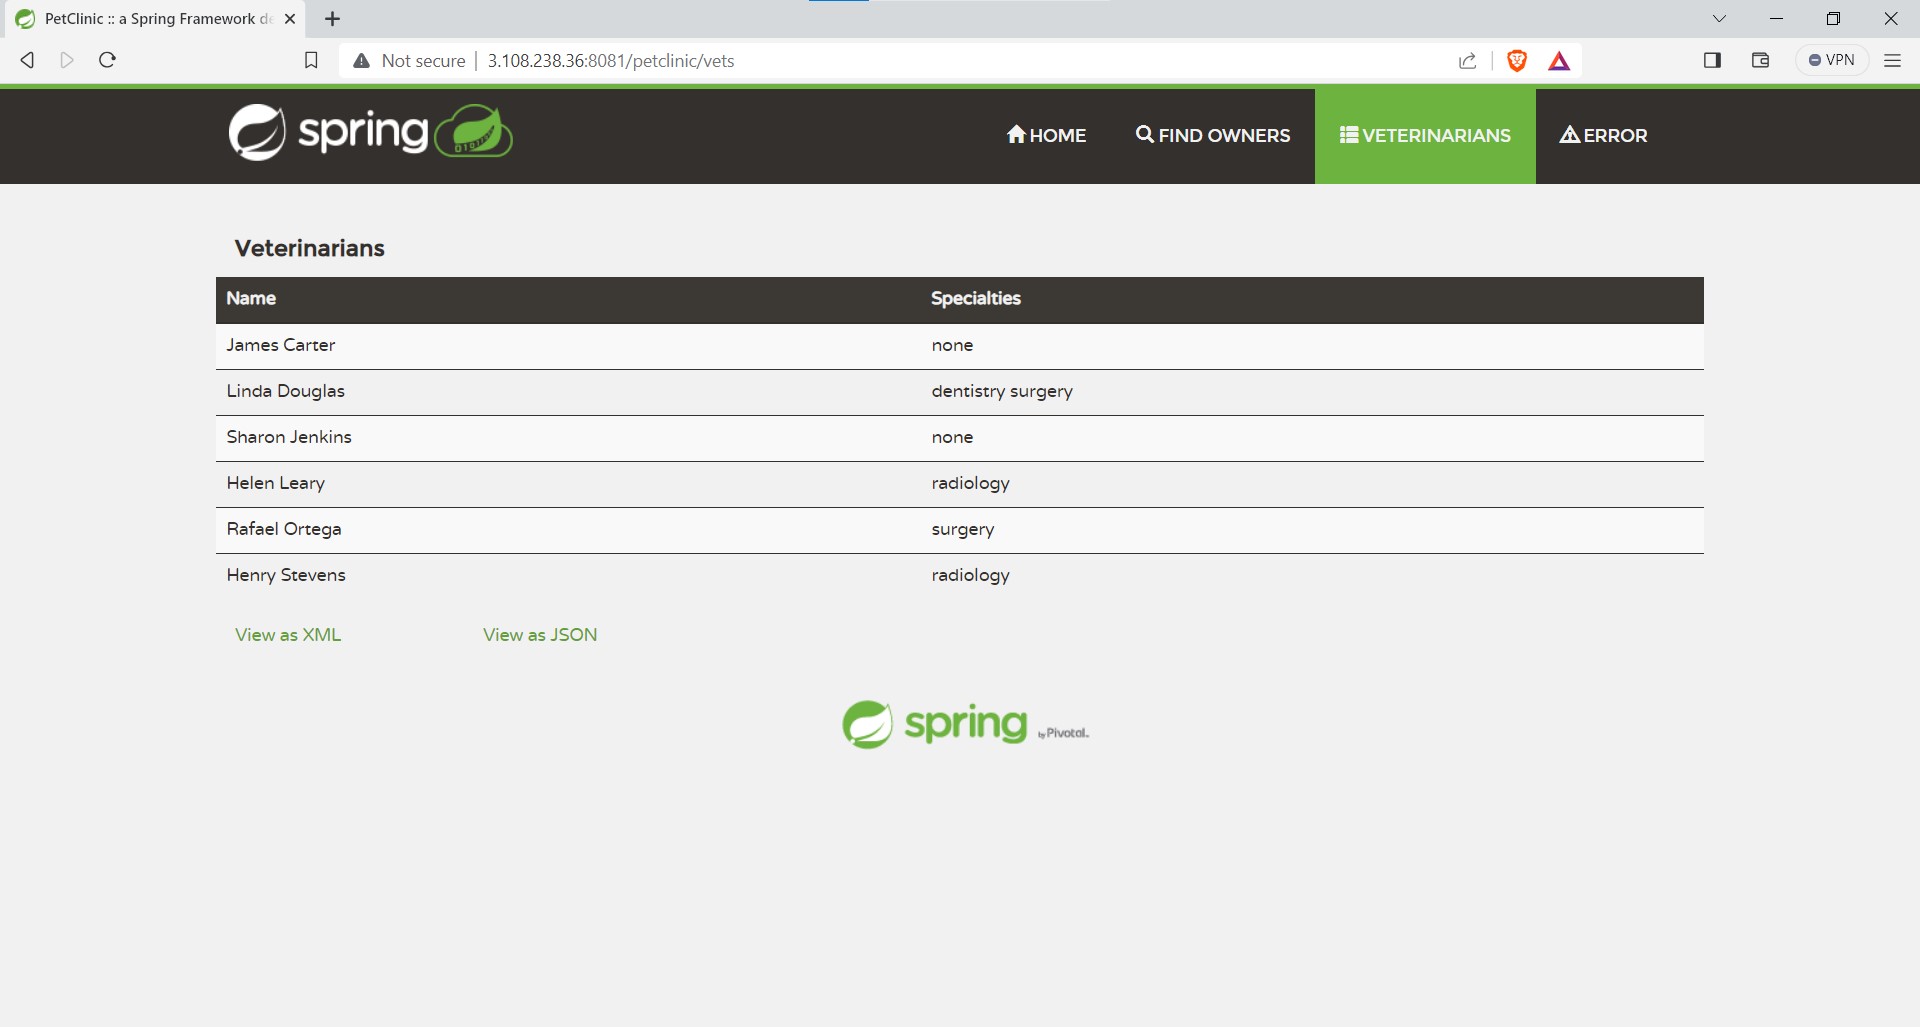 PetClinic :: a Spring Framework de
Not secure
3.108.238.36:8081/petclinic/vets
VPN
spring
HOME
FIND OWNERS
VETERINARIANS
ERROR
Veterinarians
Name Specialties
James Carter none
Linda Douglas dentistry surgery
Sharon Jenkins none
Helen Leary radiology
Rafael Ortega surgery
Henry Stevens radiology
View as XML View as JSON
spring by Pivotal